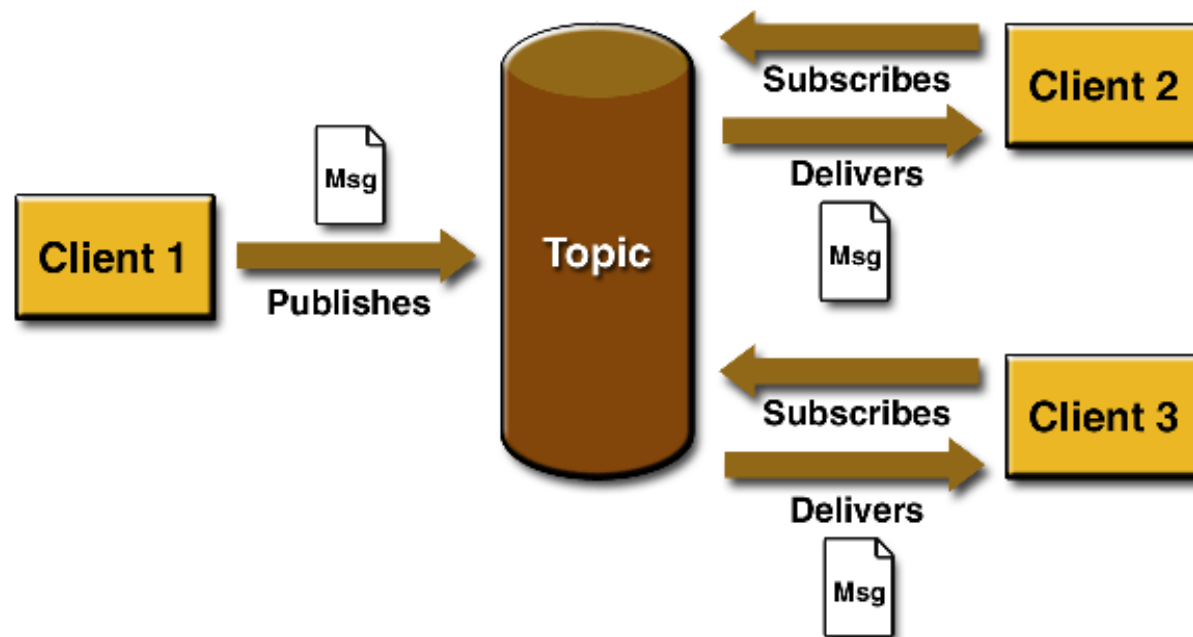 Client 1
Msg
Publishes
Topic
Subscribes
Client 2
Delivers
Msg
Subscribes
Client 3
Delivers
Msg